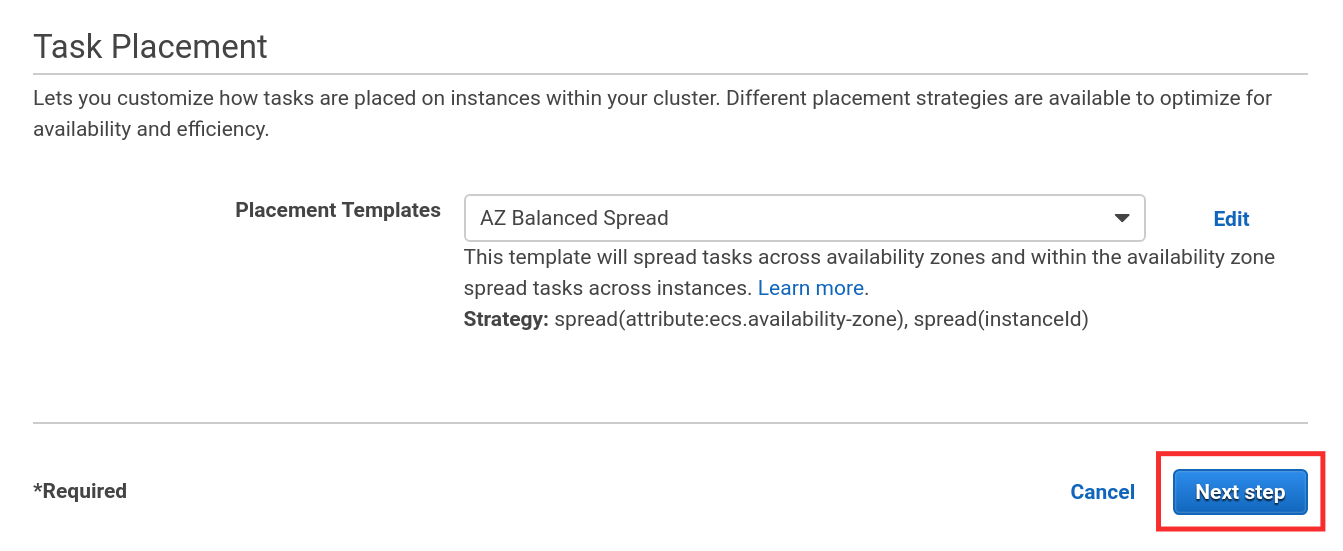 Task Placement
Lets you customize how tasks are placed on instances within your cluster. Different placement strategies are available to optimize for
availability and efficiency.
Placement Templates
AZ Balanced Spread
Edit
This template will spread tasks across availability zones and within the availability zone
spread tasks across instances. Learn more.
Strategy: spread(attribute:ecs.availability-zone), spread(instanceId)
*Required
Cancel
Next step